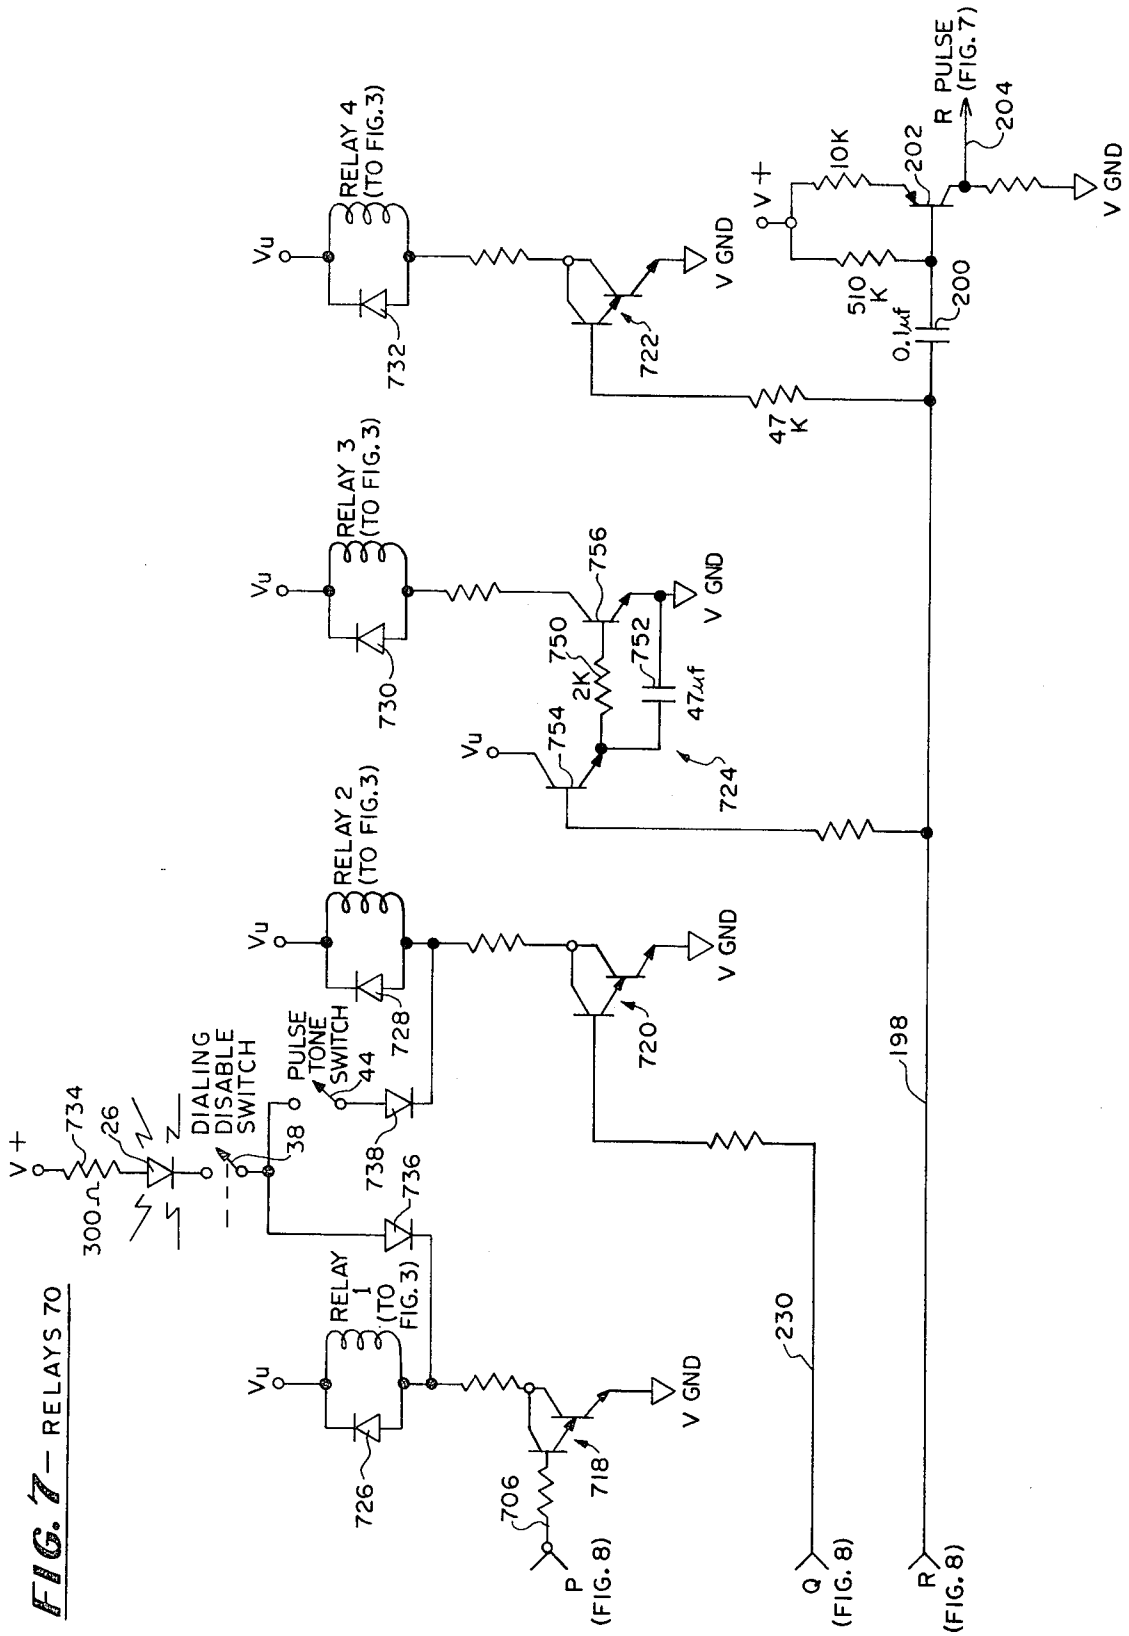 FIG. 7 – RELAYS 70
V +
734
300Ω
26
DIALING
DISABLE
SWITCH
38
PULSE
TONE
SWITCH
44
736
738
Vu
RELAY
1
(TO
FIG. 3)
726
706
718
V GND
P
(FIG. 8)
Vu
RELAY 2
(TO FIG. 3)
728
720
V GND
230
Q
(FIG. 8)
Vu
RELAY 3
(TO FIG. 3)
730
Vu
754
750
2K
756
752
47μf
724
V GND
Vu
RELAY 4
(TO FIG. 3)
732
722
V GND
47
K
198
R
(FIG. 8)
V +
510
K
10K
0.1μf
200
202
204
R PULSE
(FIG. 7)
V GND